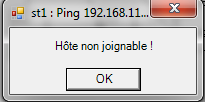 st1 : Ping 192.168.11...
Hôte non joignable !
OK